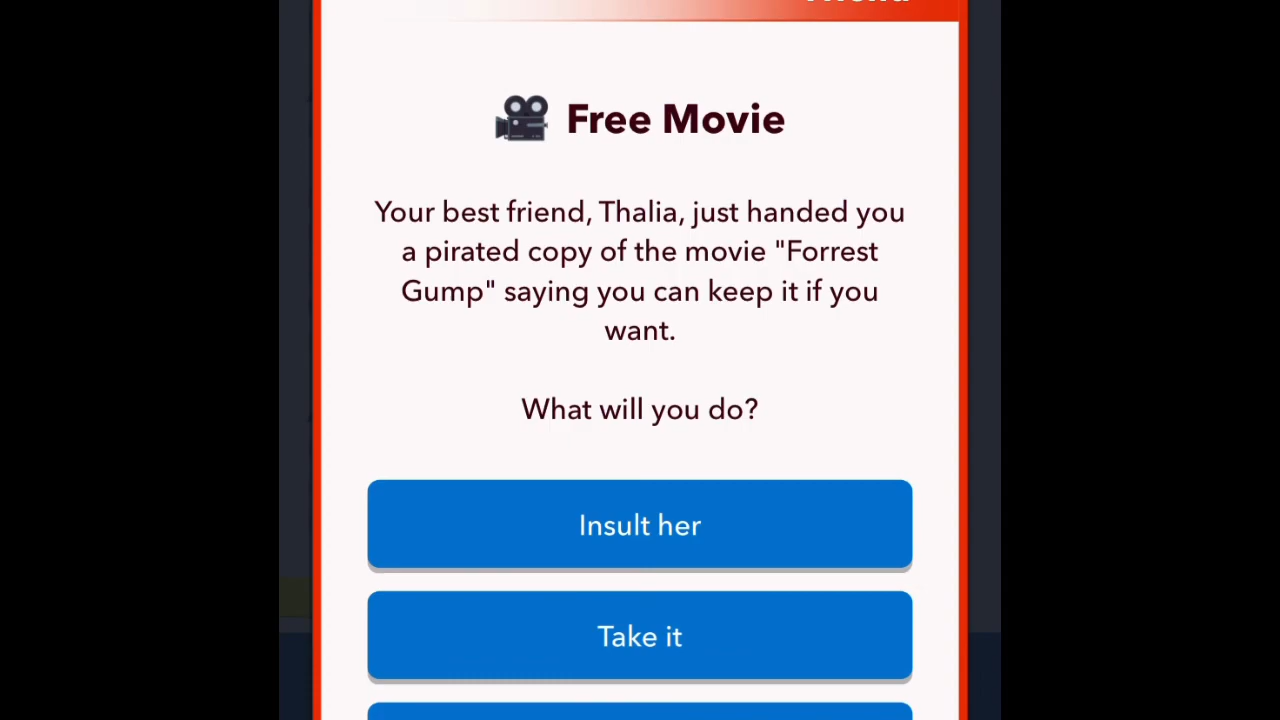 Free Movie
Your best friend, Thalia, just handed you
a pirated copy of the movie "Forrest
Gump" saying you can keep it if you
want.
What will you do?
Insult her
Take it